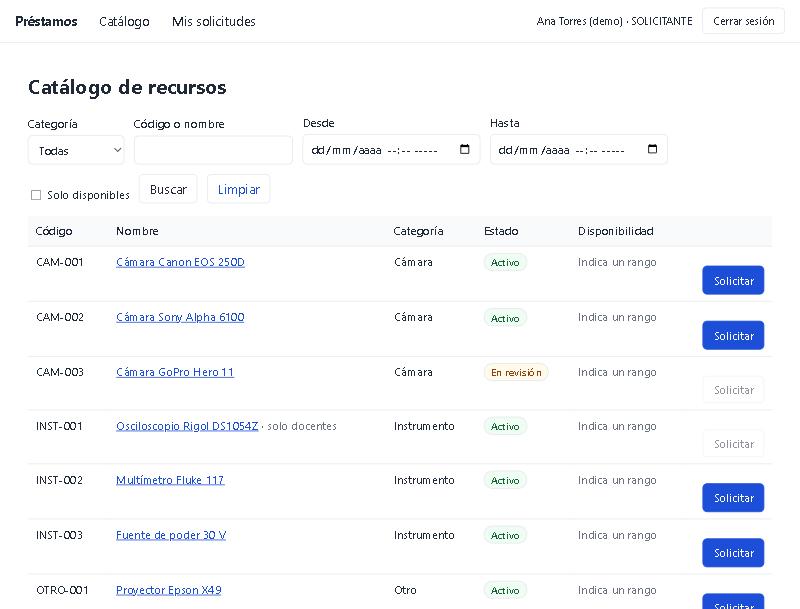 Préstamos Catálogo Mis solicitudes Ana Torres (demo) · SOLICITANTE Cerrar sesión
Catálogo de recursos
Categoría Código o nombre Desde Hasta
Todas dd/mm/aaaa --:-- ----- dd/mm/aaaa --:-- -----
Solo disponibles Buscar Limpiar
Código Nombre Categoría Estado Disponibilidad
CAM-001 Cámara Canon EOS 250D Cámara Activo Indica un rango
Solicitar
CAM-002 Cámara Sony Alpha 6100 Cámara Activo Indica un rango
Solicitar
CAM-003 Cámara GoPro Hero 11 Cámara En revisión Indica un rango
Solicitar
INST-001 Osciloscopio Rigol DS1054Z · solo docentes Instrumento Activo Indica un rango
Solicitar
INST-002 Multímetro Fluke 117 Instrumento Activo Indica un rango
Solicitar
INST-003 Fuente de poder 30 V Instrumento Activo Indica un rango
Solicitar
OTRO-001 Proyector Epson X49 Otro Activo Indica un rango
Solicitar